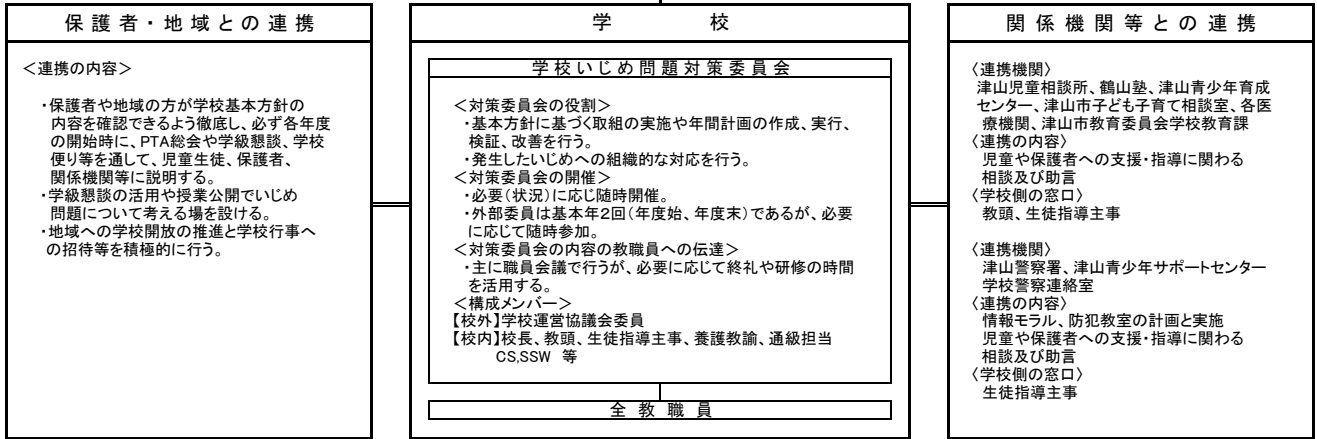 保護者・地域との連携
＜連携の内容＞
・保護者や地域の方が学校基本方針の
内容を確認できるよう徹底し、必ず各年度
の開始時に、PTA総会や学級懇談、学校
便り等を通して、児童生徒、保護者、
関係機関等に説明する。
・学級懇談の活用や授業公開でいじめ
問題について考える場を設ける。
・地域への学校開放の推進と学校行事へ
の招待等を積極的に行う。
学　校
学校いじめ問題対策委員会
＜対策委員会の役割＞
・基本方針に基づく取組の実施や年間計画の作成、実行、
検証、改善を行う。
・発生したいじめへの組織的な対応を行う。
＜対策委員会の開催＞
・必要（状況）に応じ随時開催。
・外部委員は基本年２回（年度始、年度末）であるが、必要
に応じて随時参加。
＜対策委員会の内容の教職員への伝達＞
・主に職員会議で行うが、必要に応じて終礼や研修の時間
を活用する。
＜構成メンバー＞
【校外】学校運営協議会委員
【校内】校長、教頭、生徒指導主事、養護教諭、通級担当
CS,SSW 等
全教職員
関係機関等との連携
〈連携機関〉
津山児童相談所、鶴山塾、津山青少年育成
センター、津山市子ども子育て相談室、各医
療機関、津山市教育委員会学校教育課
〈連携の内容〉
児童や保護者への支援・指導に関わる
相談及び助言
〈学校側の窓口〉
教頭、生徒指導主事
〈連携機関〉
津山警察署、津山青少年サポートセンター
学校警察連絡室
〈連携の内容〉
情報モラル、防犯教室の計画と実施
児童や保護者への支援・指導に関わる
相談及び助言
〈学校側の窓口〉
生徒指導主事